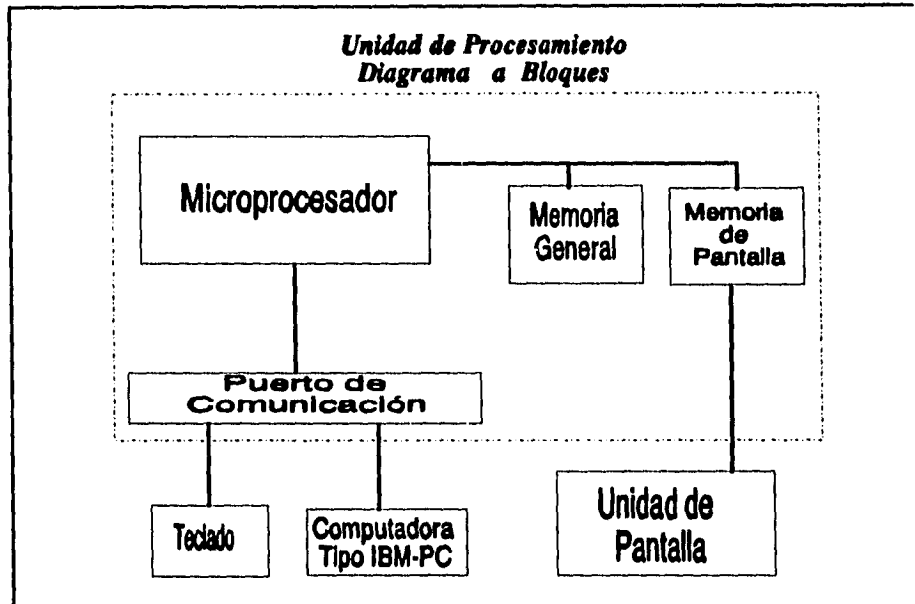 Unidad de Procesamiento
Diagrama a Bloques
Microprocesador
Memoria
General
Memoria
de
Pantalla
Puerto de
Comunicación
Teclado
Computadora
Tipo IBM-PC
Unidad de
Pantalla